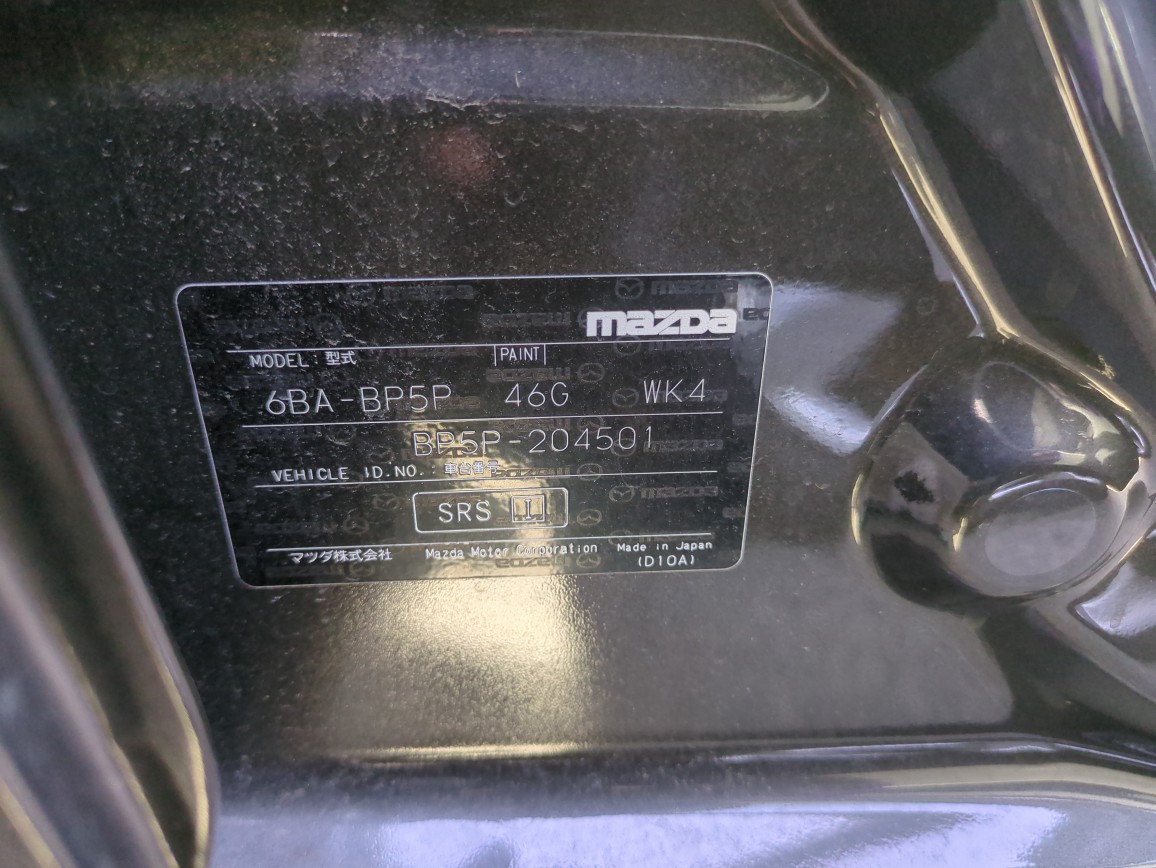 mazda
MODEL : 型式 PAINT
6BA-BP5P 46G WK4
BP5P-204501
VEHICLE ID.NO. : 車台番号
SRS I
マツダ株式会社 Mazda Motor Corporation Made in Japan
(D10A)